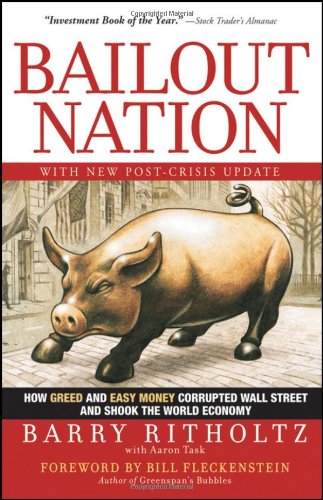 "Investment Book of the Year." —Stock Trader's Almanac
BAILOUT
NATION
WITH NEW POST-CRISIS UPDATE
HOW GREED AND EASY MONEY CORRUPTED WALL STREET
AND SHOOK THE WORLD ECONOMY
BARRY RITHOLTZ
with Aaron Task
FOREWORD BY BILL FLECKENSTEIN
Author of Greenspan's Bubbles